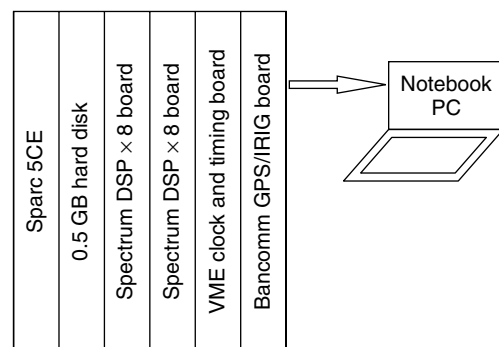 Sparc 5CE
0.5 GB hard disk
Spectrum DSP × 8 board
Spectrum DSP × 8 board
VME clock and timing board
Bancomm GPS/IRIG board
Notebook
PC